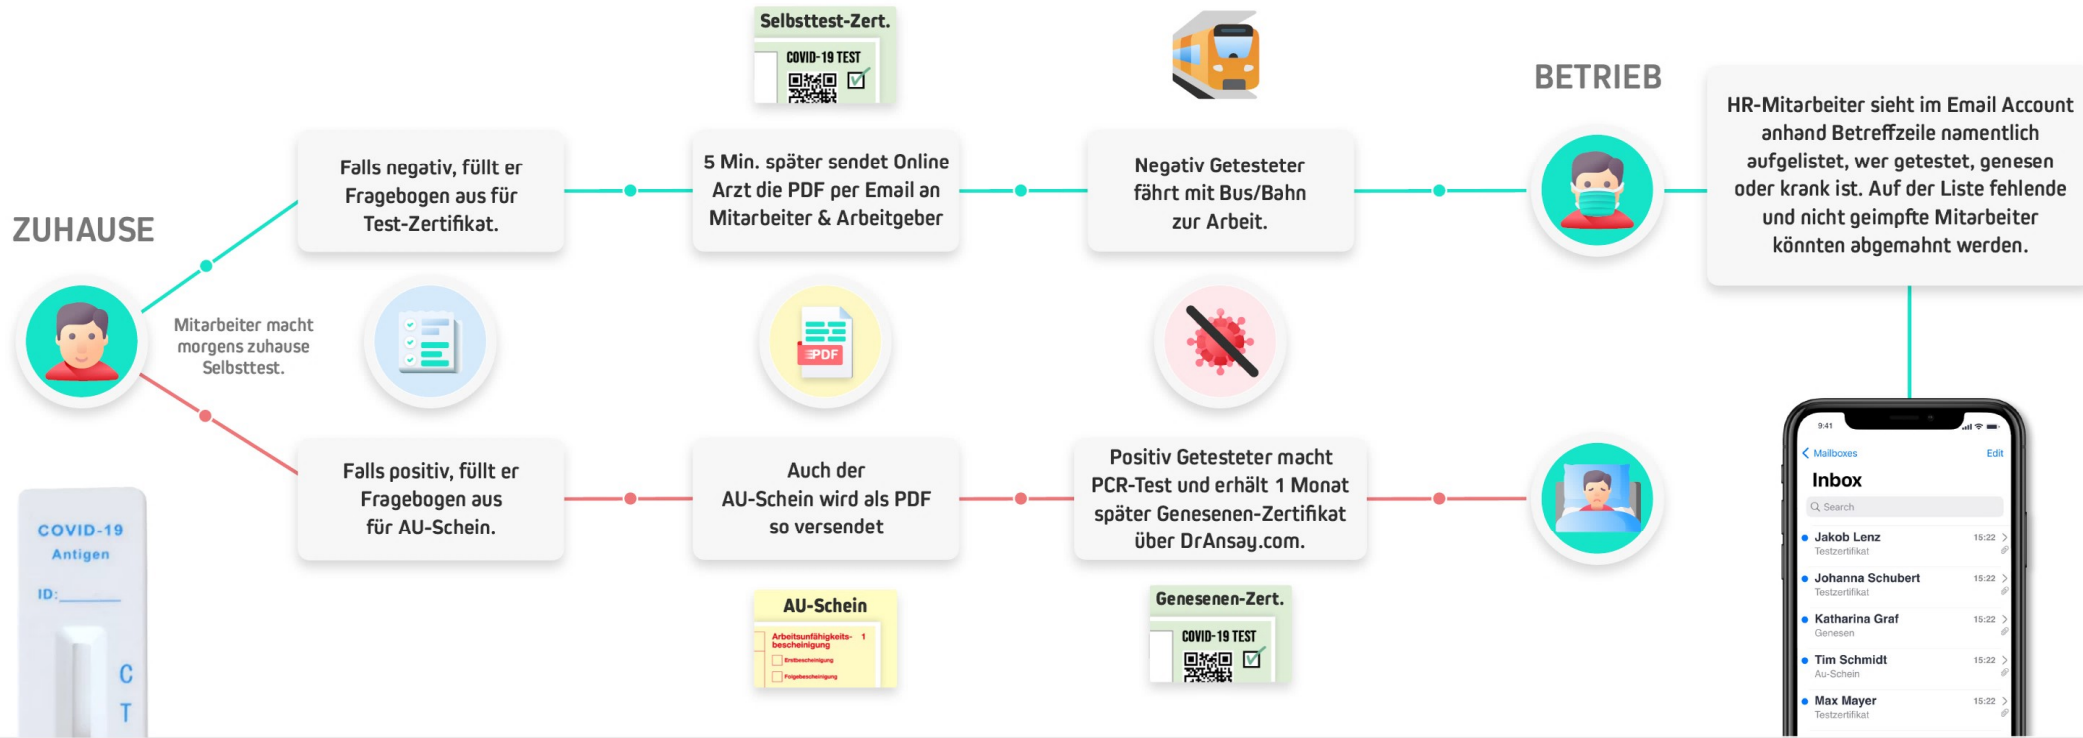 ZUHAUSE
Mitarbeiter macht
morgens zuhause
Selbsttest.
COVID-19
Antigen
ID:
C
T
Falls negativ, füllt er
Fragebogen aus für
Test-Zertifikat.
Selbsttest-Zert.
COVID-19 TEST
5 Min. später sendet Online
Arzt die PDF per Email an
Mitarbeiter & Arbeitgeber
Negativ Getesteter
fährt mit Bus/Bahn
zur Arbeit.
BETRIEB
HR-Mitarbeiter sieht im Email Account
anhand Betreffzeile namentlich
aufgelistet, wer getestet, genesen
oder krank ist. Auf der Liste fehlende
und nicht geimpfte Mitarbeiter
könnten abgemahnt werden.
PDF
Falls positiv, füllt er
Fragebogen aus
für AU-Schein.
Auch der
AU-Schein wird als PDF
so versendet
AU-Schein
Arbeitsunfähigkeits- 1
bescheinigung
Erstbescheinigung
Folgebescheinigung
Positiv Getesteter macht
PCR-Test und erhält 1 Monat
später Genesenen-Zertifikat
über DrAnsay.com.
Genesenen-Zert.
COVID-19 TEST
9:41
Mailboxes Edit
Inbox
Search
Jakob Lenz 15:22
Testzertifikat
Johanna Schubert 15:22
Testzertifikat
Katharina Graf 15:22
Genesen
Tim Schmidt 15:22
Au-Schein
Max Mayer 15:22
Testzertifikat